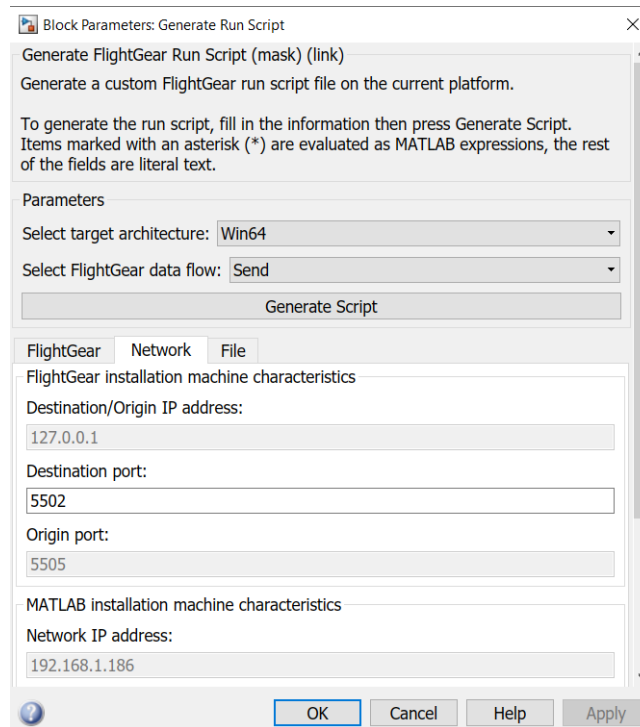 Block Parameters: Generate Run Script
Generate FlightGear Run Script (mask) (link)
Generate a custom FlightGear run script file on the current platform.
To generate the run script, fill in the information then press Generate Script.
Items marked with an asterisk (*) are evaluated as MATLAB expressions, the rest
of the fields are literal text.
Parameters
Select target architecture: Win64
Select FlightGear data flow: Send
Generate Script
FlightGear Network File
FlightGear installation machine characteristics
Destination/Origin IP address:
127.0.0.1
Destination port:
5502
Origin port:
5505
MATLAB installation machine characteristics
Network IP address:
192.168.1.186
OK Cancel Help Apply